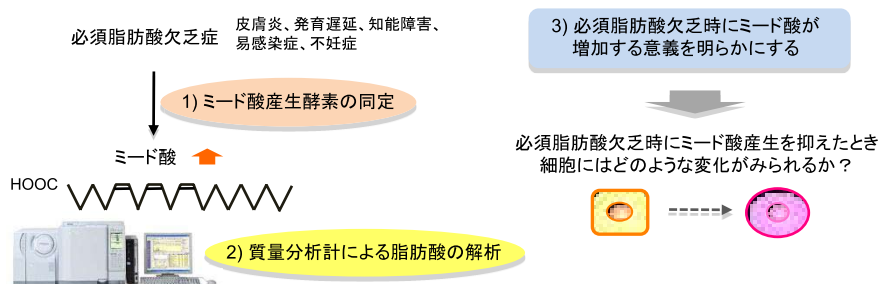 必須脂肪酸欠乏症
皮膚炎、発育遅延、知能障害、
易感染症、不妊症
1) ミード酸産生酵素の同定
ミード酸
HOOC
2) 質量分析計による脂肪酸の解析
3) 必須脂肪酸欠乏時にミード酸が
増加する意義を明らかにする
必須脂肪酸欠乏時にミード酸産生を抑えたとき
細胞にはどのような変化がみられるか？